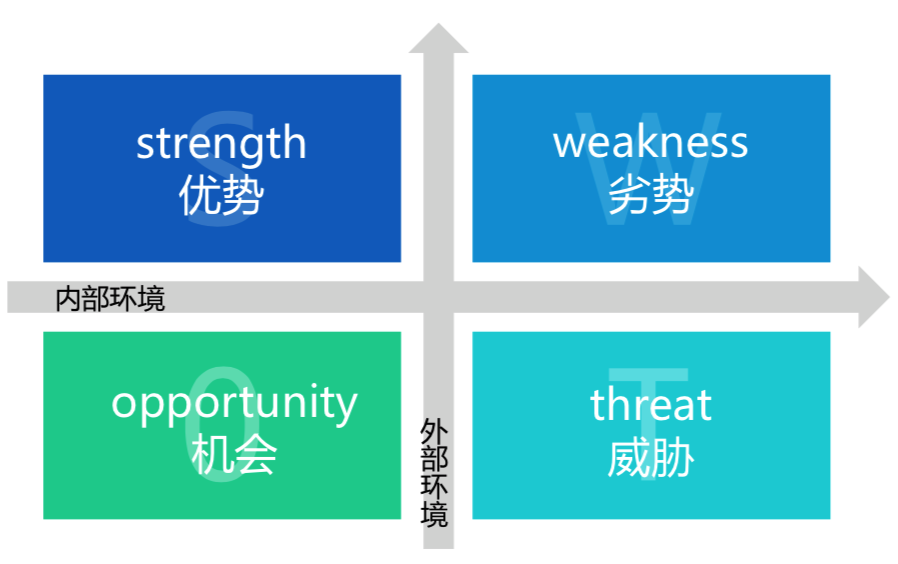 S
strength
优势
W
weakness
劣势
内部环境
O
opportunity
机会
T
threat
威胁
外部环境